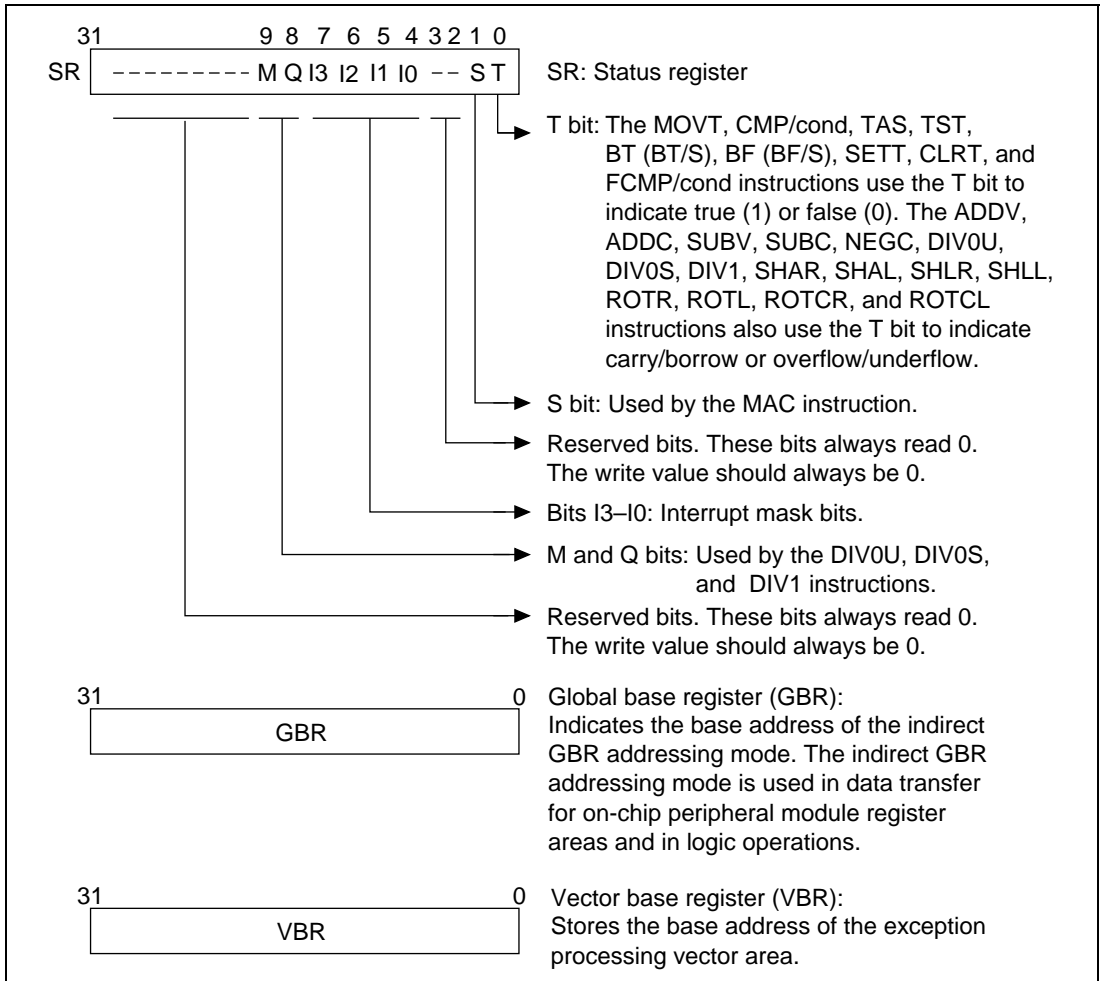 31 9 8 7 6 5 4 3 2 1 0
SR ---------- M Q I3 I2 I1 I0 -- S T SR: Status register
T bit: The MOVT, CMP/cond, TAS, TST,
BT (BT/S), BF (BF/S), SETT, CLRT, and
FCMP/cond instructions use the T bit to
indicate true (1) or false (0). The ADDV,
ADDC, SUBV, SUBC, NEGC, DIV0U,
DIV0S, DIV1, SHAR, SHAL, SHLR, SHLL,
ROTR, ROTL, ROTCR, and ROTCL
instructions also use the T bit to indicate
carry/borrow or overflow/underflow.
S bit: Used by the MAC instruction.
Reserved bits. These bits always read 0.
The write value should always be 0.
Bits I3–I0: Interrupt mask bits.
M and Q bits: Used by the DIV0U, DIV0S,
and DIV1 instructions.
Reserved bits. These bits always read 0.
The write value should always be 0.
31 0 Global base register (GBR):
GBR Indicates the base address of the indirect
GBR addressing mode. The indirect GBR
addressing mode is used in data transfer
for on-chip peripheral module register
areas and in logic operations.
31 0 Vector base register (VBR):
VBR Stores the base address of the exception
processing vector area.